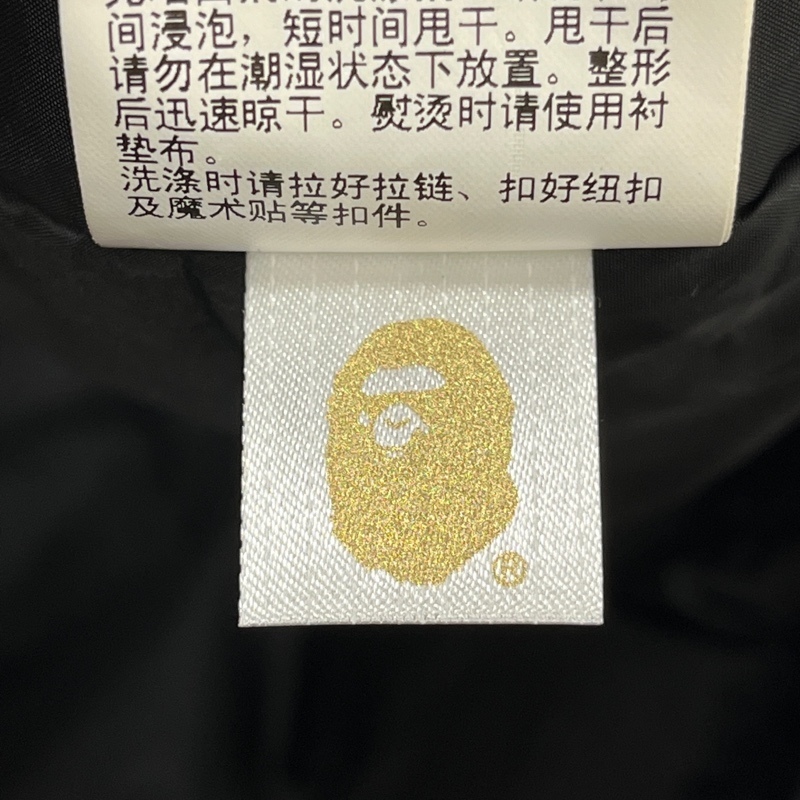 间浸泡，短时间甩干。甩干后
请勿在潮湿状态下放置。整形
后迅速晾干。熨烫时请使用衬
垫布。
洗涤时请拉好拉链、扣好纽扣
及魔术贴等扣件。
®